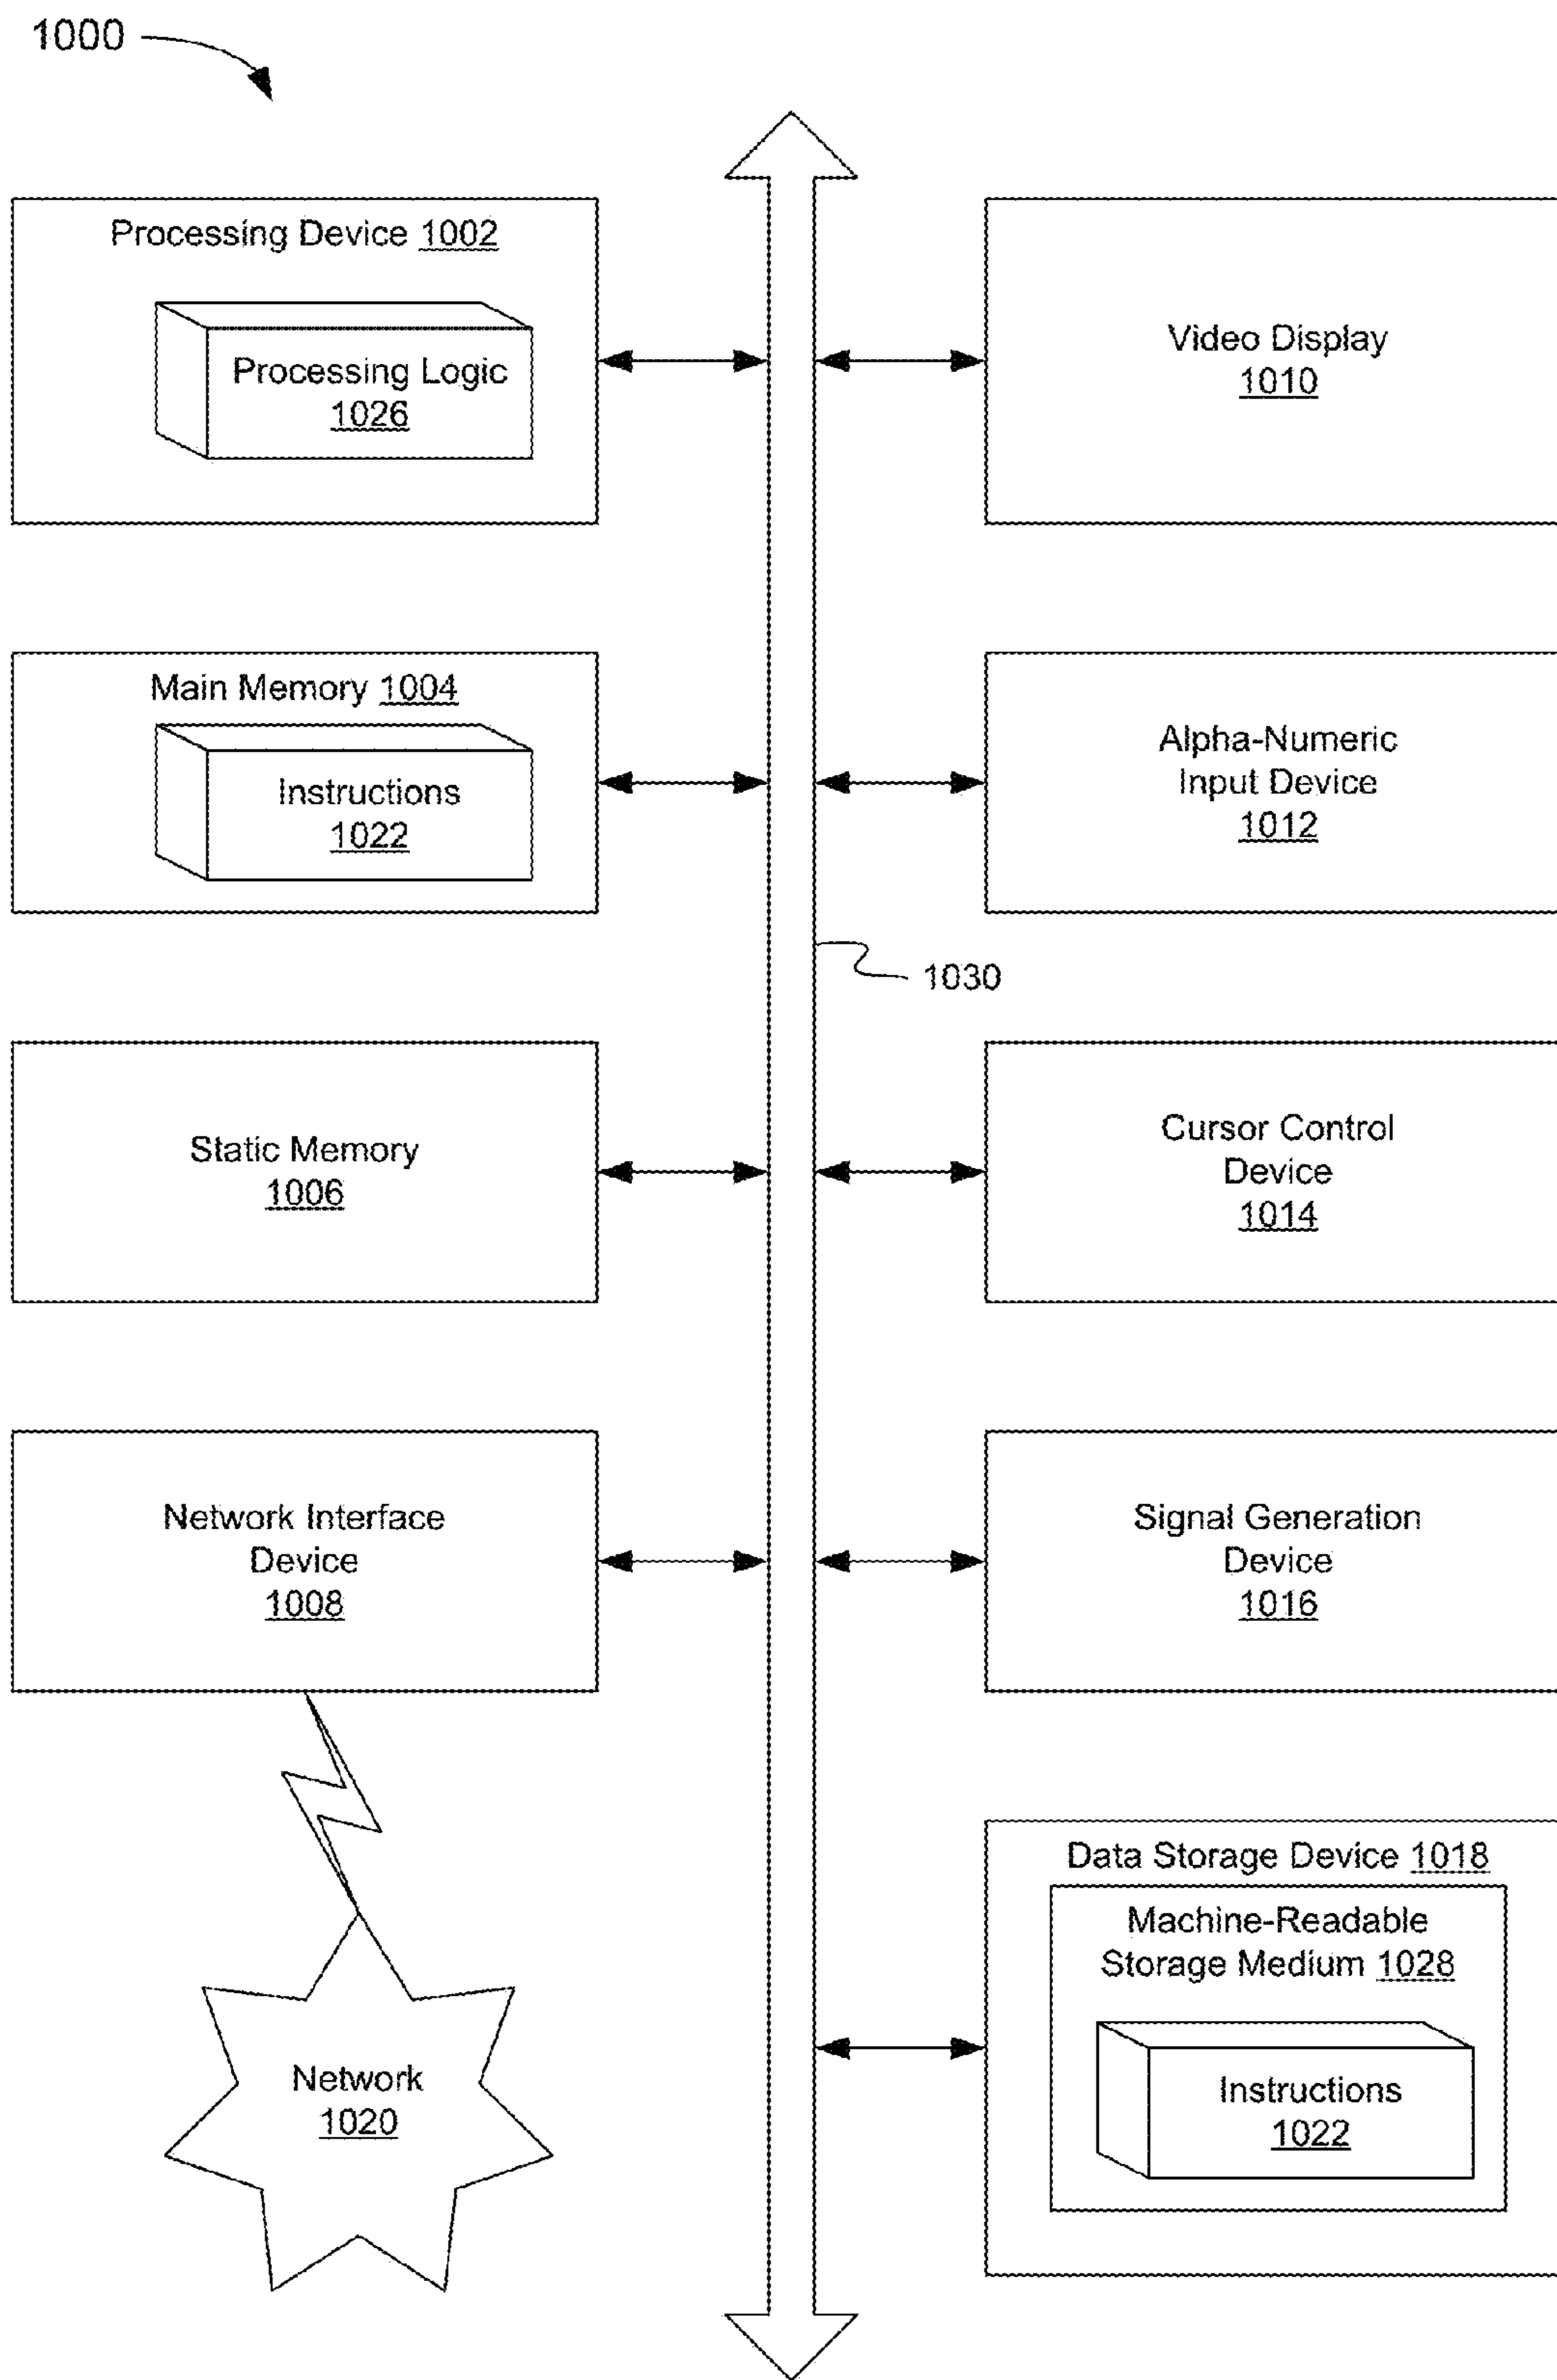 1000
Processing Device 1002
Processing Logic
1026
Video Display
1010
Main Memory 1004
Instructions
1022
Alpha-Numeric
Input Device
1012
1030
Static Memory
1006
Cursor Control
Device
1014
Network Interface
Device
1008
Signal Generation
Device
1016
Data Storage Device 1018
Machine-Readable
Storage Medium 1028
Instructions
1022
Network
1020